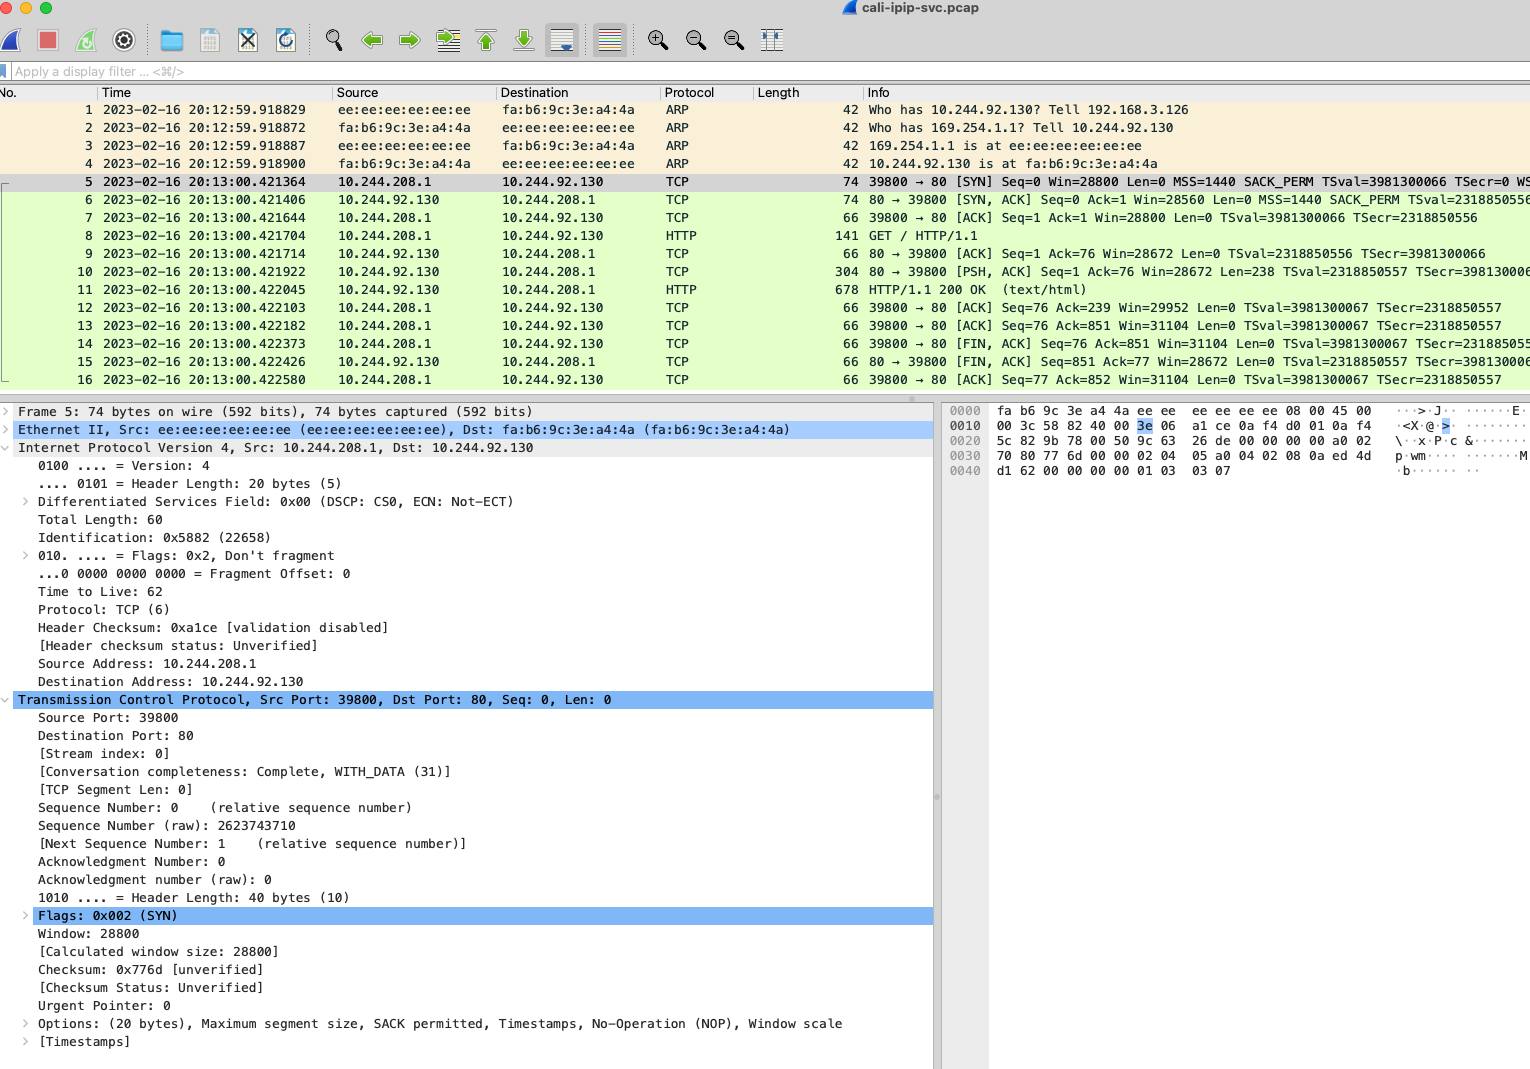 cali-ipip-svc.pcap
Apply a display filter ... <⌘/>
No. Time Source Destination Protocol Length Info
1 2023-02-16 20:12:59.918829 ee:ee:ee:ee:ee:ee fa:b6:9c:3e:a4:4a ARP 42 Who has 10.244.92.130? Tell 192.168.3.126
2 2023-02-16 20:12:59.918872 fa:b6:9c:3e:a4:4a ee:ee:ee:ee:ee:ee ARP 42 Who has 169.254.1.1? Tell 10.244.92.130
3 2023-02-16 20:12:59.918887 ee:ee:ee:ee:ee:ee fa:b6:9c:3e:a4:4a ARP 42 169.254.1.1 is at ee:ee:ee:ee:ee:ee
4 2023-02-16 20:12:59.918900 fa:b6:9c:3e:a4:4a ee:ee:ee:ee:ee:ee ARP 42 10.244.92.130 is at fa:b6:9c:3e:a4:4a
5 2023-02-16 20:13:00.421364 10.244.208.1 10.244.92.130 TCP 74 39800 → 80 [SYN] Seq=0 Win=28800 Len=0 MSS=1440 SACK_PERM TSval=3981300066 TSecr=0 WS
6 2023-02-16 20:13:00.421406 10.244.92.130 10.244.208.1 TCP 74 80 → 39800 [SYN, ACK] Seq=0 Ack=1 Win=28560 Len=0 MSS=1440 SACK_PERM TSval=2318850556
7 2023-02-16 20:13:00.421644 10.244.208.1 10.244.92.130 TCP 66 39800 → 80 [ACK] Seq=1 Ack=1 Win=28800 Len=0 TSval=3981300066 TSecr=2318850556
8 2023-02-16 20:13:00.421704 10.244.208.1 10.244.92.130 HTTP 141 GET / HTTP/1.1
9 2023-02-16 20:13:00.421714 10.244.92.130 10.244.208.1 TCP 66 80 → 39800 [ACK] Seq=1 Ack=76 Win=28672 Len=0 TSval=2318850556 TSecr=3981300066
10 2023-02-16 20:13:00.421922 10.244.92.130 10.244.208.1 TCP 304 80 → 39800 [PSH, ACK] Seq=1 Ack=76 Win=28672 Len=238 TSval=2318850557 TSecr=398130006
11 2023-02-16 20:13:00.422045 10.244.92.130 10.244.208.1 HTTP 678 HTTP/1.1 200 OK (text/html)
12 2023-02-16 20:13:00.422103 10.244.208.1 10.244.92.130 TCP 66 39800 → 80 [ACK] Seq=76 Ack=239 Win=29952 Len=0 TSval=3981300067 TSecr=2318850557
13 2023-02-16 20:13:00.422182 10.244.208.1 10.244.92.130 TCP 66 39800 → 80 [ACK] Seq=76 Ack=851 Win=31104 Len=0 TSval=3981300067 TSecr=2318850557
14 2023-02-16 20:13:00.422373 10.244.208.1 10.244.92.130 TCP 66 39800 → 80 [FIN, ACK] Seq=76 Ack=851 Win=31104 Len=0 TSval=3981300067 TSecr=231885055
15 2023-02-16 20:13:00.422426 10.244.92.130 10.244.208.1 TCP 66 80 → 39800 [FIN, ACK] Seq=851 Ack=77 Win=28672 Len=0 TSval=2318850557 TSecr=398130006
16 2023-02-16 20:13:00.422580 10.244.208.1 10.244.92.130 TCP 66 39800 → 80 [ACK] Seq=77 Ack=852 Win=31104 Len=0 TSval=3981300067 TSecr=2318850557
Frame 5: 74 bytes on wire (592 bits), 74 bytes captured (592 bits)
Ethernet II, Src: ee:ee:ee:ee:ee:ee (ee:ee:ee:ee:ee:ee), Dst: fa:b6:9c:3e:a4:4a (fa:b6:9c:3e:a4:4a)
Internet Protocol Version 4, Src: 10.244.208.1, Dst: 10.244.92.130
0100 .... = Version: 4
.... 0101 = Header Length: 20 bytes (5)
Differentiated Services Field: 0x00 (DSCP: CS0, ECN: Not-ECT)
Total Length: 60
Identification: 0x5882 (22658)
010. .... = Flags: 0x2, Don't fragment
...0 0000 0000 0000 = Fragment Offset: 0
Time to Live: 62
Protocol: TCP (6)
Header Checksum: 0xa1ce [validation disabled]
[Header checksum status: Unverified]
Source Address: 10.244.208.1
Destination Address: 10.244.92.130
Transmission Control Protocol, Src Port: 39800, Dst Port: 80, Seq: 0, Len: 0
Source Port: 39800
Destination Port: 80
[Stream index: 0]
[Conversation completeness: Complete, WITH_DATA (31)]
[TCP Segment Len: 0]
Sequence Number: 0 (relative sequence number)
Sequence Number (raw): 2623743710
[Next Sequence Number: 1 (relative sequence number)]
Acknowledgment Number: 0
Acknowledgment number (raw): 0
1010 .... = Header Length: 40 bytes (10)
Flags: 0x002 (SYN)
Window: 28800
[Calculated window size: 28800]
Checksum: 0x776d [unverified]
[Checksum Status: Unverified]
Urgent Pointer: 0
Options: (20 bytes), Maximum segment size, SACK permitted, Timestamps, No-Operation (NOP), Window scale
[Timestamps]
0000 fa b6 9c 3e a4 4a ee ee ee ee ee ee 08 00 45 00 ···>·J·· ······E·
0010 00 3c 58 82 40 00 3e 06 a1 ce 0a f4 d0 01 0a f4 ·<X·@·>· ········
0020 5c 82 9b 78 00 50 9c 63 26 de 00 00 00 00 a0 02 \··x·P·c &·······
0030 70 80 77 6d 00 00 02 04 05 a0 04 02 08 0a ed 4d p·wm···· ·······M
0040 d1 62 00 00 00 00 01 03 03 07 ·b······ ··